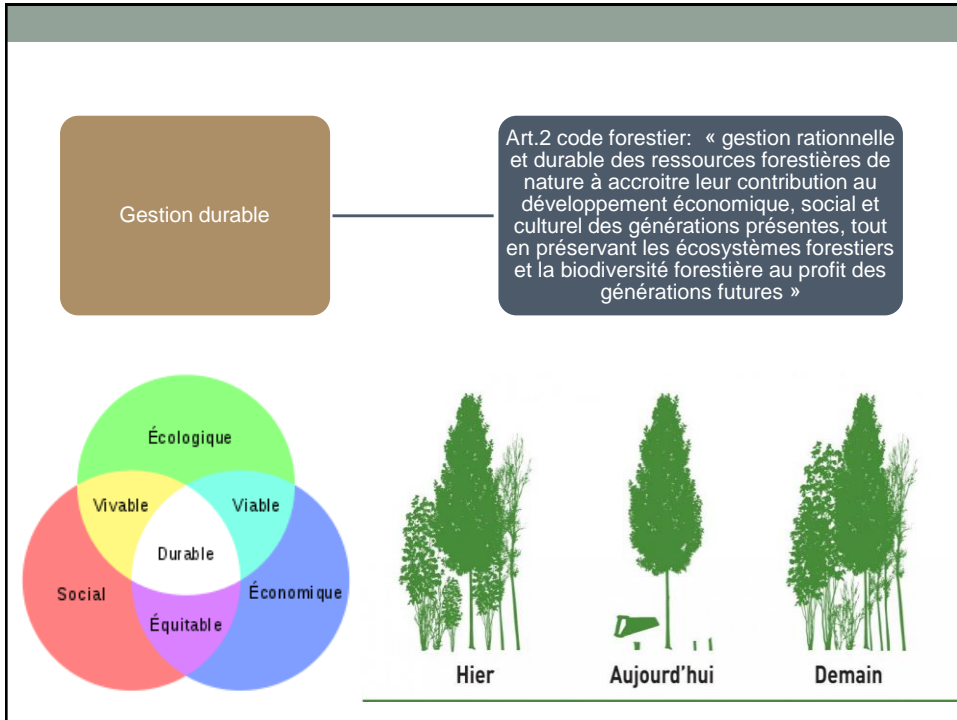 Gestion durable
Art.2 code forestier: « gestion rationnelle
et durable des ressources forestières de
nature à accroitre leur contribution au
développement économique, social et
culturel des générations présentes, tout
en préservant les écosystèmes forestiers
et la biodiversité forestière au profit des
générations futures »
Écologique
Vivable
Viable
Durable
Social
Économique
Équitable
Hier
Aujourd'hui
Demain